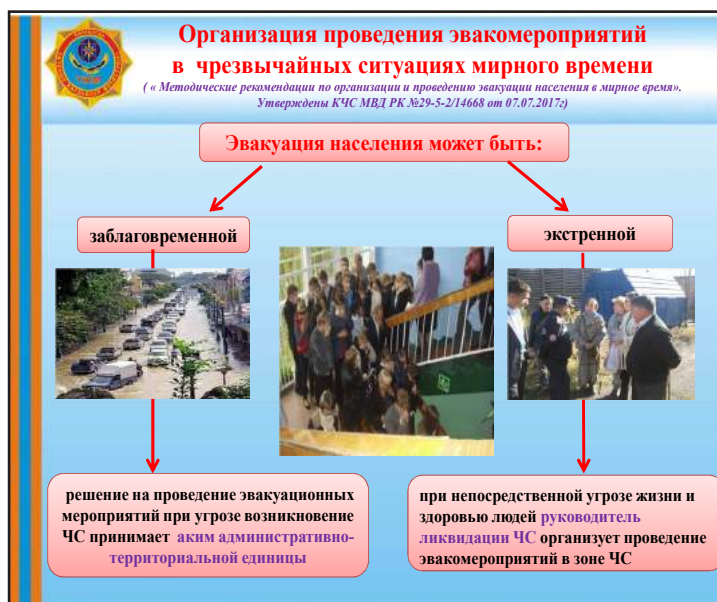 Организация проведения эвакомероприятий
в чрезвычайных ситуациях мирного времени
( « Методические рекомендации по организации и проведению эвакуации населения в мирное время».
Утверждены КЧС МВД РК №29-5-2/14668 от 07.07.2017г)
Эвакуация населения может быть:
заблаговременной
экстренной
решение на проведение эвакуационных
мероприятий при угрозе возникновение
ЧС принимает аким административно-
территориальной единицы
при непосредственной угрозе жизни и
здоровью людей руководитель
ликвидации ЧС организует проведение
эвакомероприятий в зоне ЧС